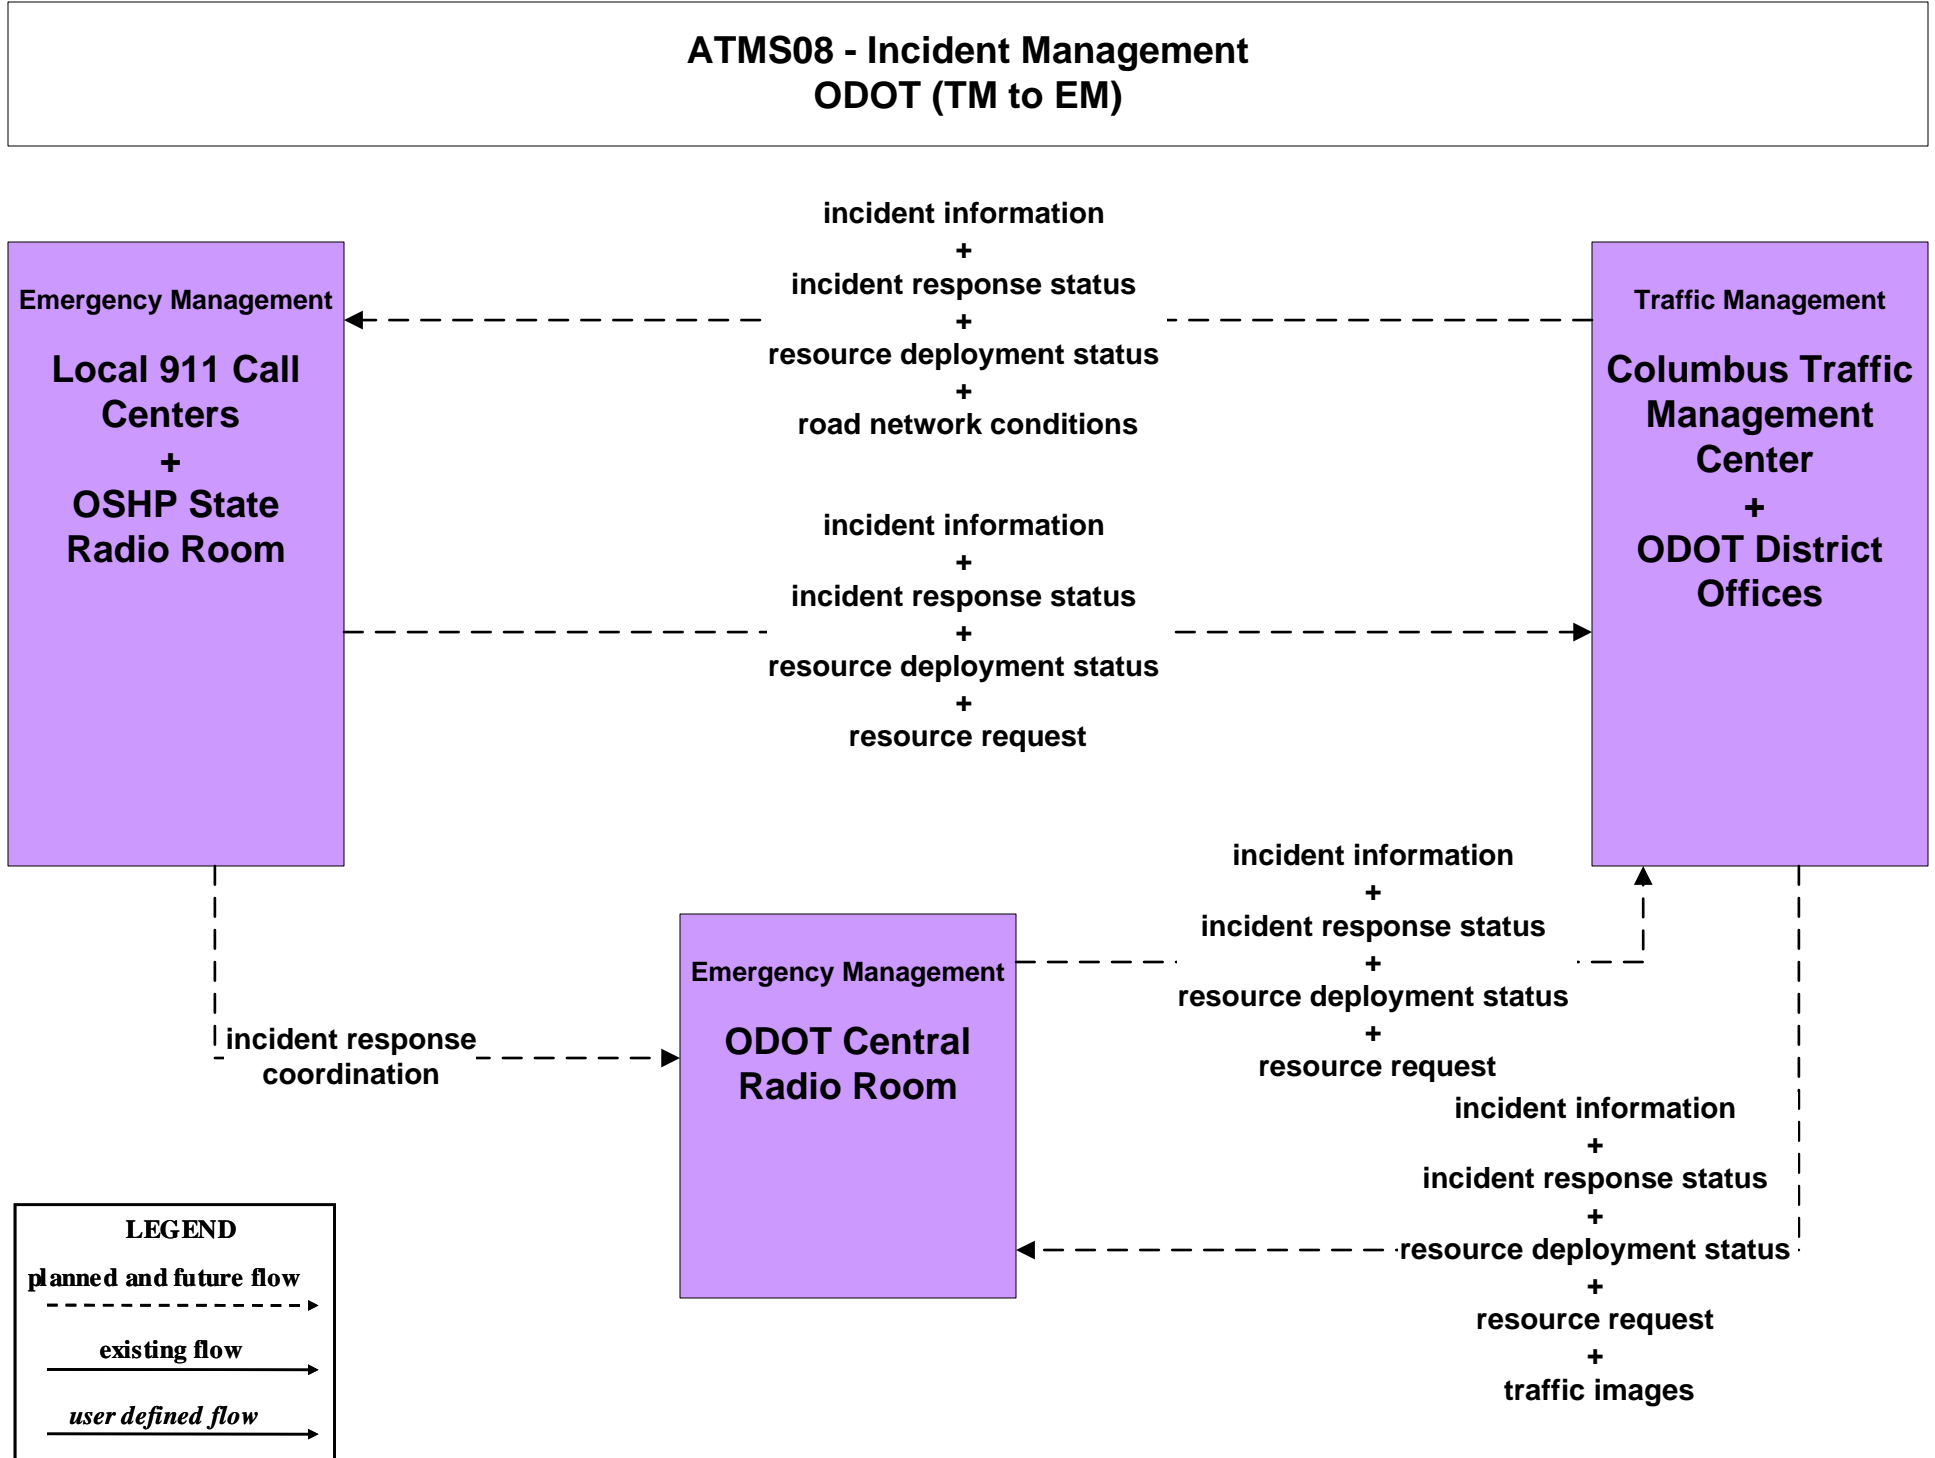 ATMS08 - Incident Management
ODOT (TM to EM)
incident information
+
incident response status
+
resource deployment status
+
road network conditions
Emergency Management
Local 911 Call
Centers
+
OSHP State
Radio Room
Traffic Management
Columbus Traffic
Management
Center
+
ODOT District
Offices
incident information
+
incident response status
+
resource deployment status
+
resource request
incident information
+
incident response status
+
resource deployment status
+
resource request
Emergency Management
ODOT Central
Radio Room
incident response
coordination
incident information
+
incident response status
+
resource deployment status
+
resource request
+
traffic images
LEGEND
planned and future flow
existing flow
user defined flow